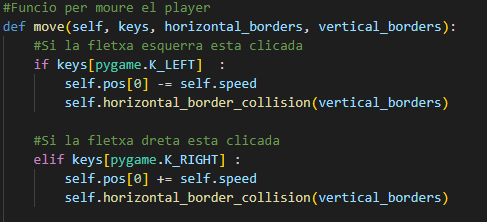 #Funcio per moure el player
def move(self, keys, horizontal_borders, vertical_borders):
    #Si la fletxa esquerra esta clicada
    if keys[pygame.K_LEFT]  :
        self.pos[0] -= self.speed
        self.horizontal_border_collision(vertical_borders)

    #Si la fletxa dreta esta clicada
    elif keys[pygame.K_RIGHT] :
        self.pos[0] += self.speed
        self.horizontal_border_collision(vertical_borders)